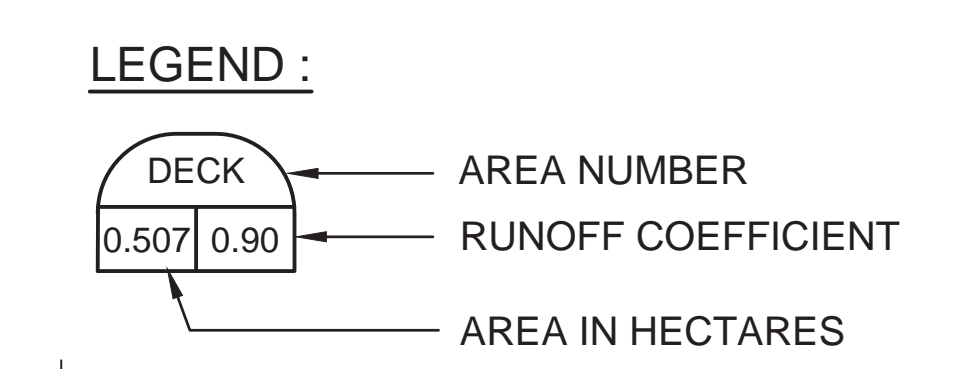 LEGEND :
DECK
AREA NUMBER
0.507 0.90
RUNOFF COEFFICIENT
AREA IN HECTARES